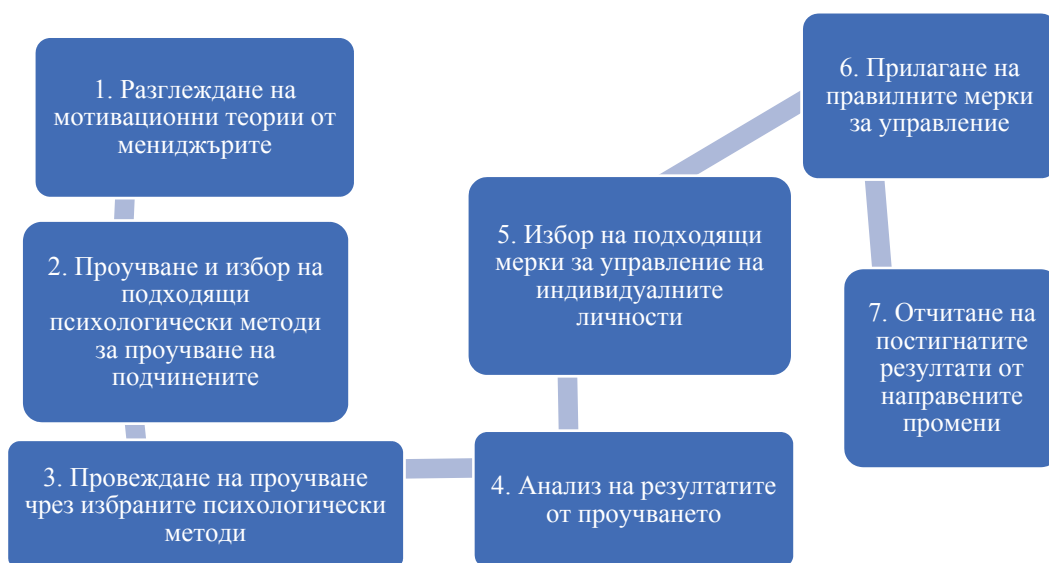 1. Разглеждане на
мотивационни теории от
мениджърите
2. Проучване и избор на
подходящи
психологически методи
за проучване на
подчинените
3. Провеждане на проучване
чрез избраните психологически
методи
4. Анализ на резултатите
от проучването
5. Избор на подходящи
мерки за управление на
индивидуалните
личности
6. Прилагане на
правилните мерки
за управление
7. Отчитане на
постигнатите
резултати от
направените
промени